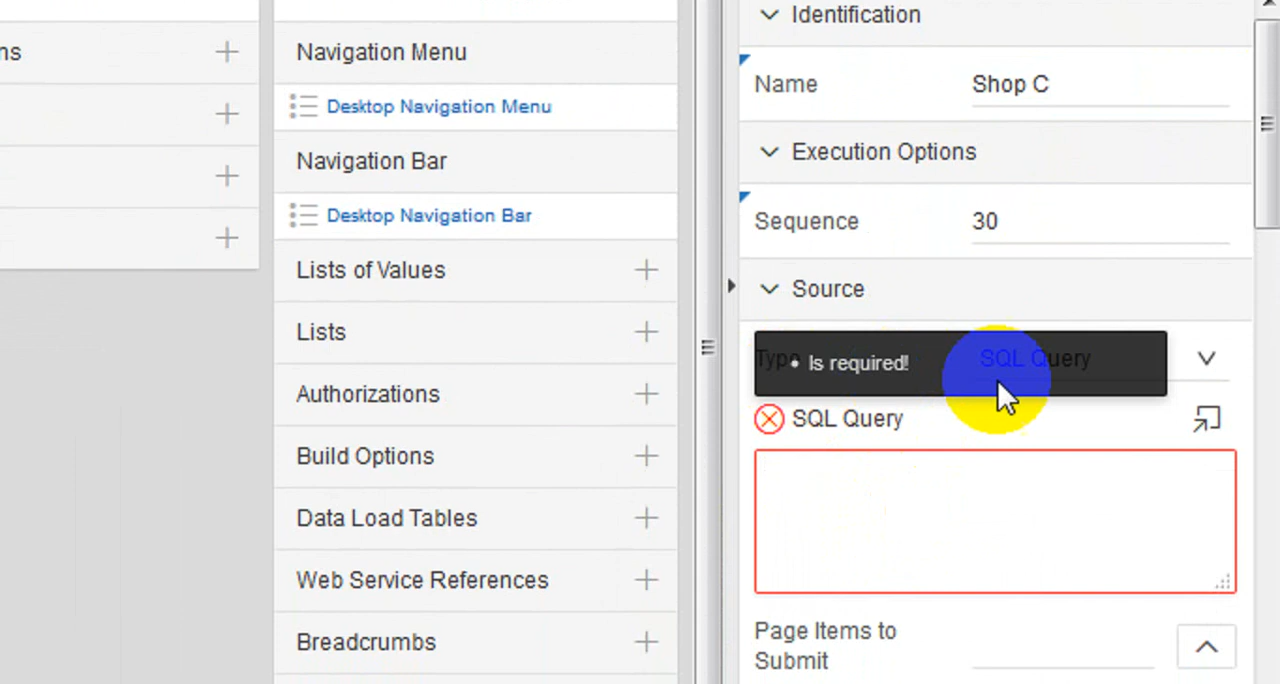 ns
Navigation Menu
Desktop Navigation Menu
Navigation Bar
Desktop Navigation Bar
Lists of Values
Lists
Authorizations
Build Options
Data Load Tables
Web Service References
Breadcrumbs
Identification
Name Shop C
Execution Options
Sequence 30
Source
Type SQL Query
• Is required!
SQL Query
Page Items to
Submit